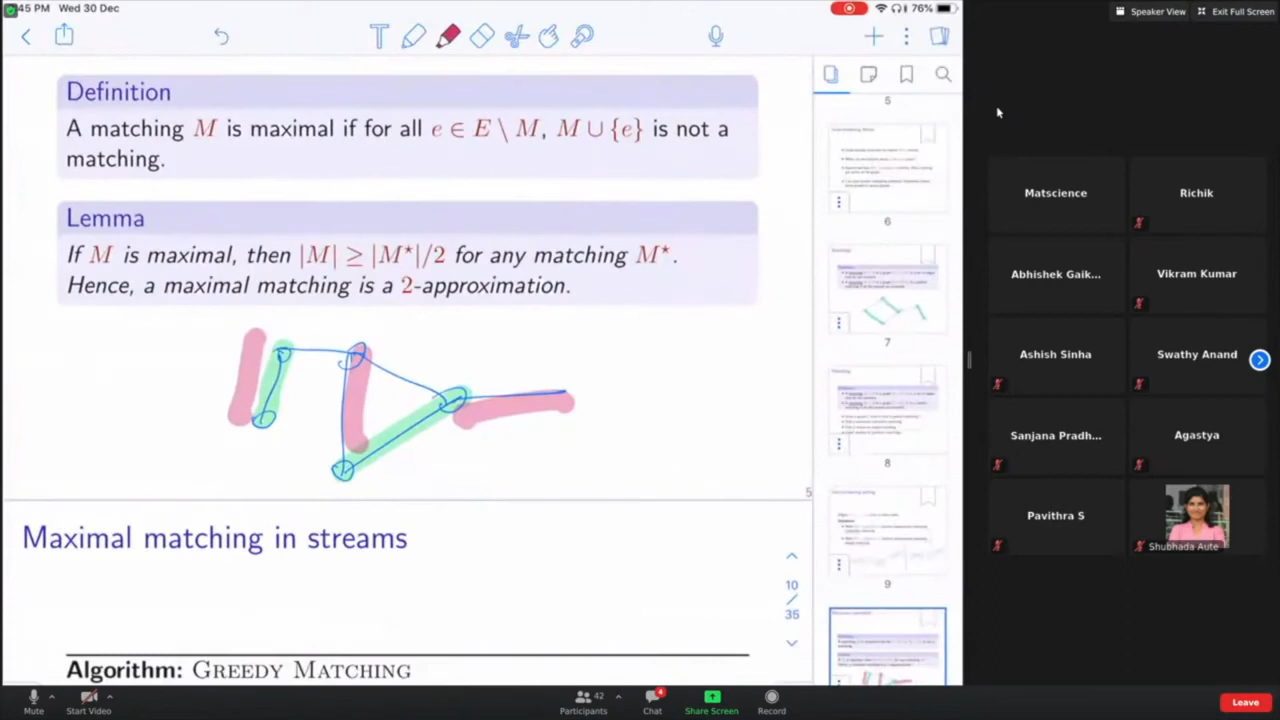 45 PM Wed 30 Dec
76%
Speaker View
Exit Full Screen
Definition
A matching M is maximal if for all e ∈ E \ M, M ∪ {e} is not a
matching.
Lemma
If M is maximal, then |M| ≥ |M⋆|/2 for any matching M⋆.
Hence, maximal matching is a 2-approximation.
5
Maximal matching in streams
10
/
35
Algorithm GREEDY MATCHING
5
6
7
8
9
Matscience
Richik
Abhishek Gaik...
Vikram Kumar
Ashish Sinha
Swathy Anand
Sanjana Pradh...
Agastya
Pavithra S
Shubhada Aute
Mute
Start Video
Participants
42
Chat
4
Share Screen
Record
Leave